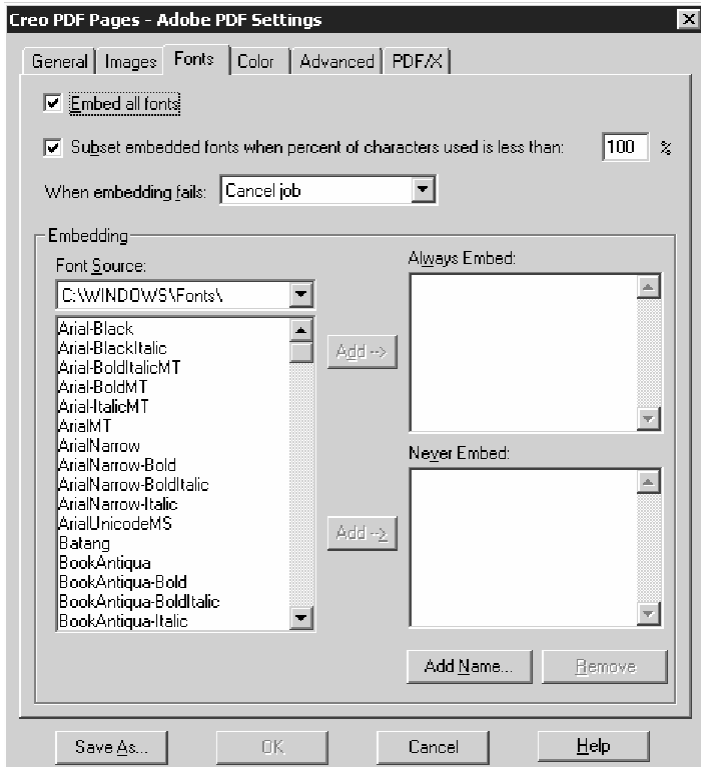 Creo PDF Pages - Adobe PDF Settings
General Images Fonts Color Advanced PDF/X
Embed all fonts
Subset embedded fonts when percent of characters used is less than: 100 %
When embedding fails: Cancel job
Embedding
Font Source:
C:\WINDOWS\Fonts\
Arial-Black
Arial-BlackItalic
Arial-BoldItalicMT
Arial-BoldMT
Arial-ItalicMT
ArialMT
ArialNarrow
ArialNarrow-Bold
ArialNarrow-BoldItalic
ArialNarrow-Italic
ArialUnicodeMS
Batang
BookAntiqua
BookAntiqua-Bold
BookAntiqua-BoldItalic
BookAntiqua-Italic
Add -->
Add -->
Always Embed:
Never Embed:
Add Name... Remove
Save As... OK Cancel Help